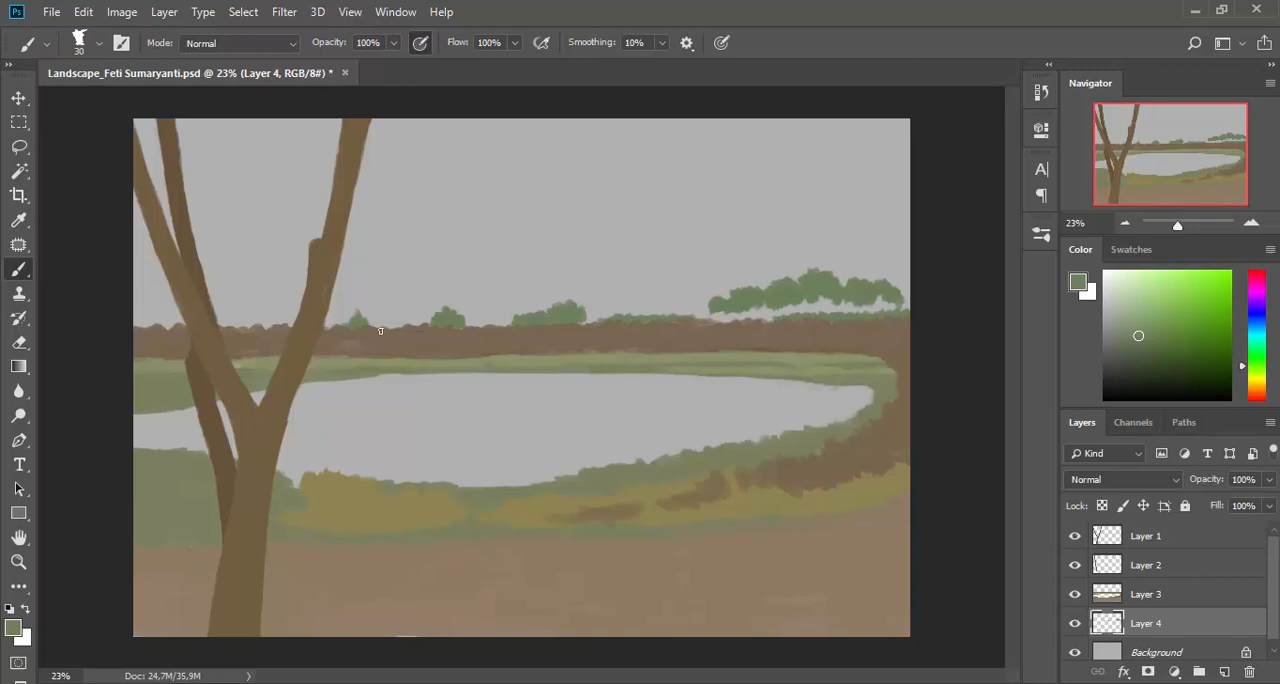 Ps File Edit Image Layer Type Select Filter 3D View Window Help
30 Mode: Normal Opacity: 100% Flow: 100% Smoothing: 10%
Landscape_Feti Sumaryanti.psd @ 23% (Layer 4, RGB/8#) *
Navigator
23%
Color Swatches
Layers Channels Paths
Kind
Normal Opacity: 100%
Lock: Fill: 100%
Layer 1
Layer 2
Layer 3
Layer 4
Background
fx
23% Doc: 24,7M/35,9M